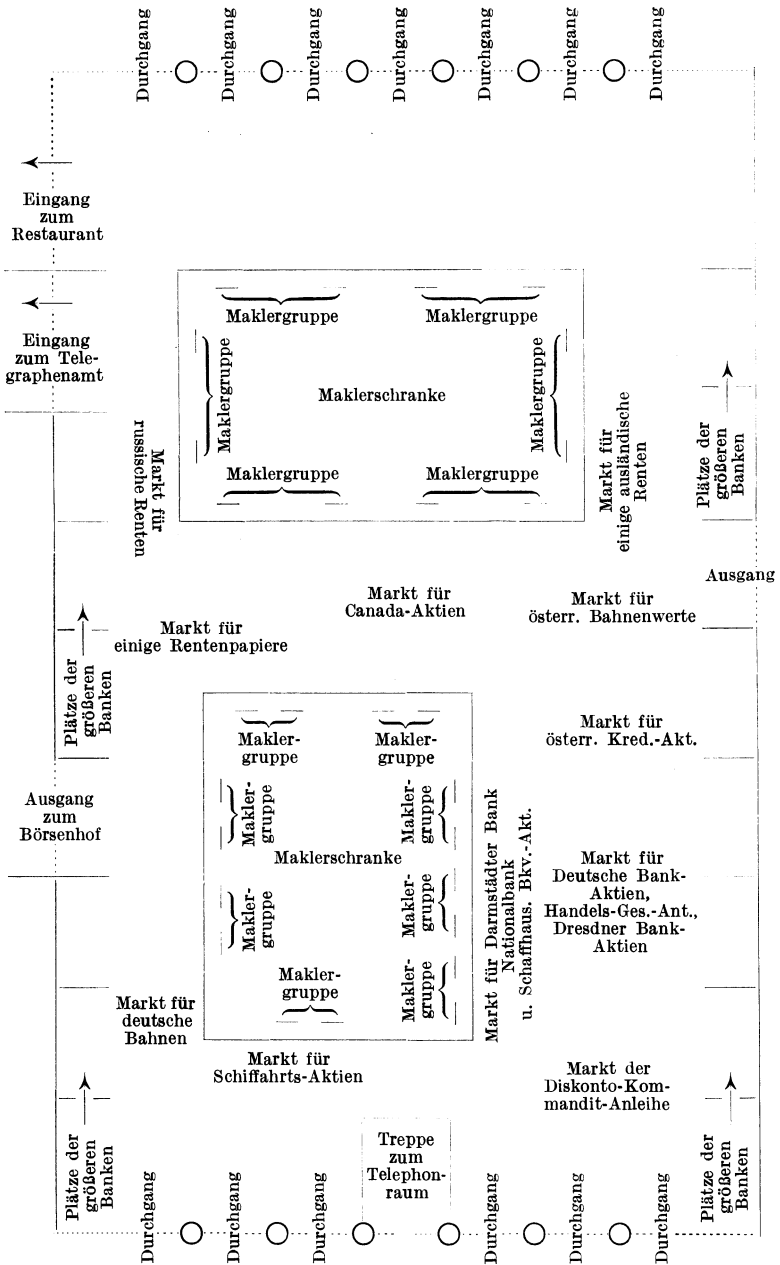 Durchgang
Durchgang
Durchgang
Durchgang
Durchgang
Durchgang
Durchgang
Eingang
zum
Restaurant
Eingang
zum Tele-
graphenamt
Maklergruppe
Maklergruppe
Maklergruppe
Maklerschranke
Maklergruppe
Maklergruppe
Maklergruppe
Markt für
russische Renten
Markt für
einige ausländische
Renten
Plätze der
größeren
Banken
Ausgang
Markt für
Canada-Aktien
Markt für
österr. Bahnenwerte
Markt für
einige Rentenpapiere
Plätze der
größeren
Banken
Makler-
gruppe
Makler-
gruppe
Markt für
österr. Kred.-Akt.
Ausgang
zum
Börsenhof
Makler-
gruppe
Makler-
gruppe
Maklerschranke
Makler-
gruppe
Makler-
gruppe
Makler-
gruppe
Makler-
gruppe
Markt für Darmstädter Bank
Nationalbank
u. Schaffhaus. Bkv.-Akt.
Markt für
Deutsche Bank-
Aktien,
Handels-Ges.-Ant.,
Dresdner Bank-
Aktien
Markt für
deutsche
Bahnen
Markt für
Schiffahrts-Aktien
Markt der
Diskonto-Kom-
mandit-Anleihe
Plätze der
größeren
Banken
Treppe
zum
Telephon-
raum
Plätze der
größeren
Banken
Durchgang
Durchgang
Durchgang
Durchgang
Durchgang
Durchgang